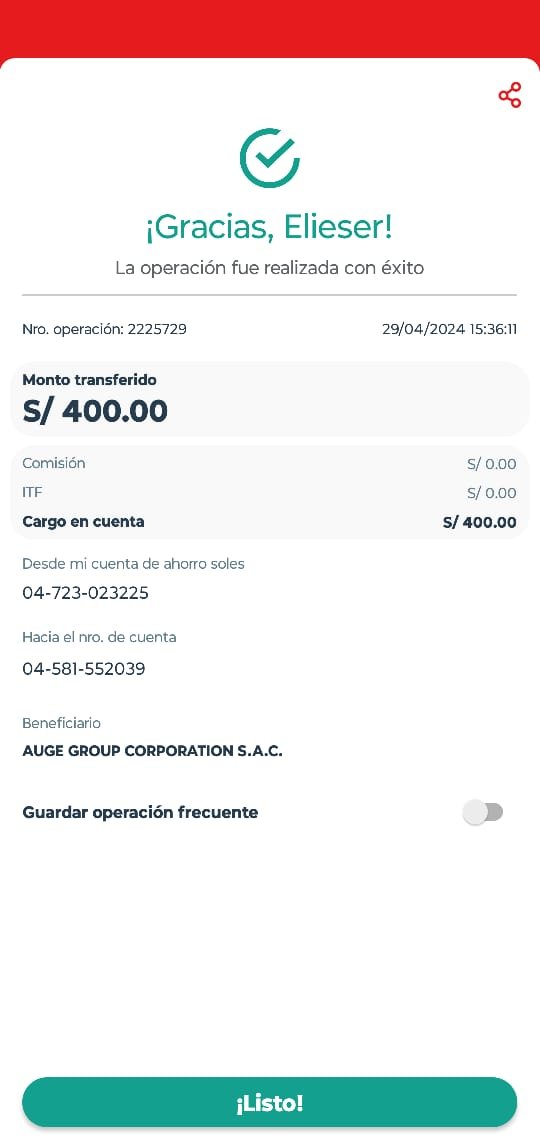 ¡Gracias, Elieser!
La operación fue realizada con éxito
Nro. operación: 2225729 29/04/2024 15:36:11
Monto transferido
S/ 400.00
Comisión S/ 0.00
ITF S/ 0.00
Cargo en cuenta S/ 400.00
Desde mi cuenta de ahorro soles
04-723-023225
Hacia el nro. de cuenta
04-581-552039
Beneficiario
AUGE GROUP CORPORATION S.A.C.
Guardar operación frecuente
¡Listo!